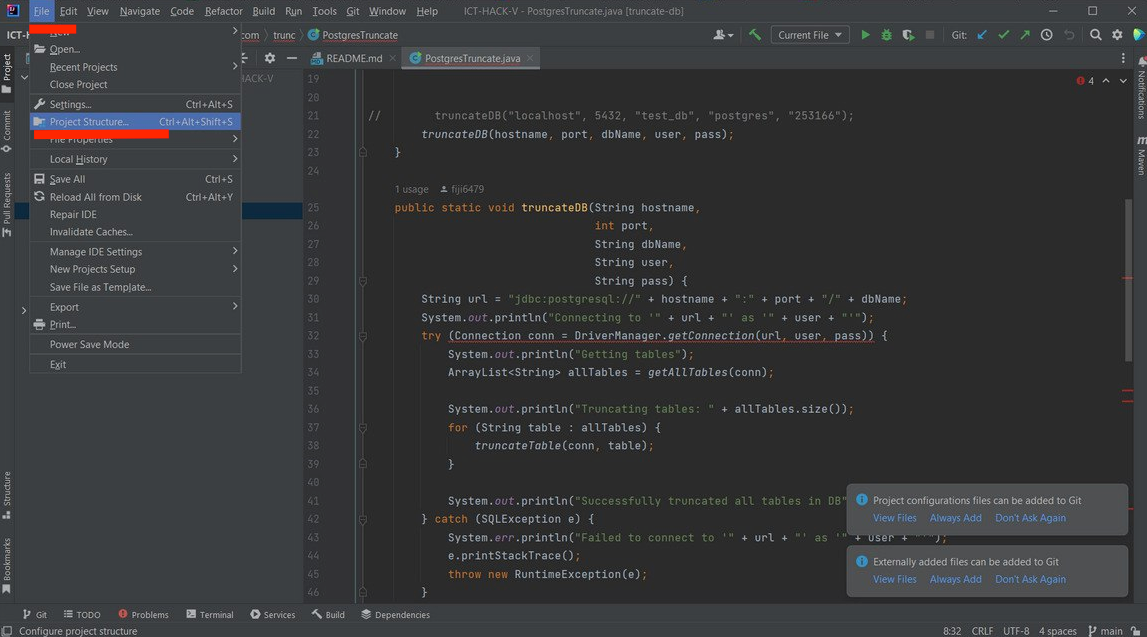 File Edit View Navigate Code Refactor Build Run Tools Git Window Help ICT-HACK-V - PostgresTruncate.java [truncate-db]
ICT-H
com trunc PostgresTruncate Current File Git:
New
Open...
Recent Projects
Close Project
Settings... Ctrl+Alt+S
Project Structure... Ctrl+Alt+Shift+S
File Properties
Local History
Save All Ctrl+S
Reload All from Disk Ctrl+Alt+Y
Repair IDE
Invalidate Caches...
Manage IDE Settings
New Projects Setup
Save File as Template...
Export
Print...
Power Save Mode
Exit
Project
Commit
Pull Requests
Structure
Bookmarks
HACK-V
README.md PostgresTruncate.java
4
19
20
21 // truncateDB("localhost", 5432, "test_db", "postgres", "253166");
22 truncateDB(hostname, port, dbName, user, pass);
23 }
24
1 usage fiji6479
25 public static void truncateDB(String hostname,
26 int port,
27 String dbName,
28 String user,
29 String pass) {
30 String url = "jdbc:postgresql://" + hostname + ":" + port + "/" + dbName;
31 System.out.println("Connecting to '" + url + "' as '" + user + "'");
32 try (Connection conn = DriverManager.getConnection(url, user, pass)) {
33 System.out.println("Getting tables");
34 ArrayList<String> allTables = getAllTables(conn);
35
36 System.out.println("Truncating tables: " + allTables.size());
37 for (String table : allTables) {
38 truncateTable(conn, table);
39 }
40
41 System.out.println("Successfully truncated all tables in DB"
42 } catch (SQLException e) {
43 System.err.println("Failed to connect to '" + url + "' as '" + user + "'");
44 e.printStackTrace();
45 throw new RuntimeException(e);
46 }
Notifications
Maven
Project configurations files can be added to Git
View Files Always Add Don't Ask Again
Externally added files can be added to Git
View Files Always Add Don't Ask Again
Git TODO Problems Terminal Services Build Dependencies
Configure project structure 8:32 CRLF UTF-8 4 spaces main